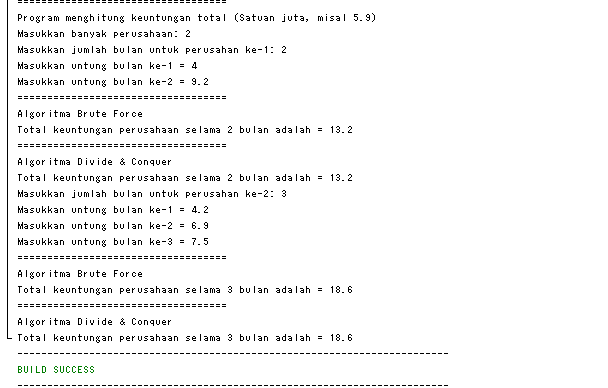 ===================================
Program menghitung keuntungan total (Satuan juta, misal 5.9)
Masukkan banyak perusahaan: 2
Masukkan jumlah bulan untuk perusahan ke-1: 2
Masukkan untung bulan ke-1 = 4
Masukkan untung bulan ke-2 = 9.2
===================================
Algoritma Brute Force
Total keuntungan perusahaan selama 2 bulan adalah = 13.2
===================================
Algoritma Divide & Conquer
Total keuntungan perusahaan selama 2 bulan adalah = 13.2
Masukkan jumlah bulan untuk perusahan ke-2: 3
Masukkan untung bulan ke-1 = 4.2
Masukkan untung bulan ke-2 = 6.9
Masukkan untung bulan ke-3 = 7.5
===================================
Algoritma Brute Force
Total keuntungan perusahaan selama 3 bulan adalah = 18.6
===================================
Algoritma Divide & Conquer
Total keuntungan perusahaan selama 3 bulan adalah = 18.6
------------------------------------------------------------------------
BUILD SUCCESS
------------------------------------------------------------------------